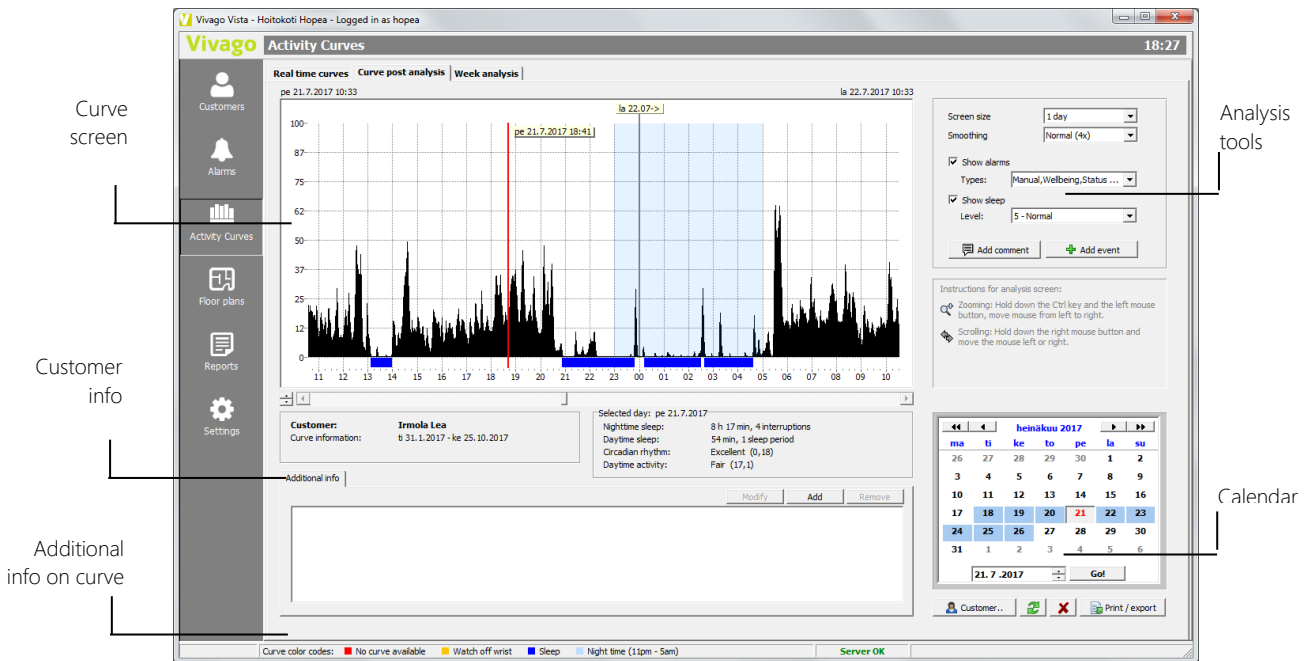 Vivago Vista - Hoitokoti Hopea - Logged in as hopea
Vivago
Activity Curves
18:27
Customers
Alarms
Activity Curves
Floor plans
Reports
Settings
Real time curves
Curve post analysis
Week analysis
pe 21.7.2017 10:33
la 22.7.2017 10:33
la 22.07->
pe 21.7.2017 18:41
100
87
75
62
50
37
25
12
0
11 12 13 14 15 16 17 18 19 20 21 22 23 00 01 02 03 04 05 06 07 08 09 10
Screen size 1 day
Smoothing Normal (4x)
Show alarms
Types: Manual,Wellbeing,Status ...
Show sleep
Level: 5 - Normal
Add comment
Add event
Instructions for analysis screen:
Zooming: Hold down the Ctrl key and the left mouse
button, move mouse from left to right.
Scrolling: Hold down the right mouse button and
move the mouse left or right.
Customer: Irmola Lea
Curve information: ti 31.1.2017 - ke 25.10.2017
Selected day: pe 21.7.2017
Nighttime sleep: 8 h 17 min, 4 interruptions
Daytime sleep: 54 min, 1 sleep period
Circadian rhythm: Excellent (0,18)
Daytime activity: Fair (17,1)
Additional info
Modify
Add
Remove
heinäkuu 2017
ma ti ke to pe la su
26 27 28 29 30 1 2
3 4 5 6 7 8 9
10 11 12 13 14 15 16
17 18 19 20 21 22 23
24 25 26 27 28 29 30
31 1 2 3 4 5 6
21. 7 .2017
Go!
Customer..
Print / export
Curve color codes: No curve available Watch off wrist Sleep Night time (11pm - 5am)
Server OK
Curve
screen
Customer
info
Additional
info on curve
Analysis
tools
Calendar